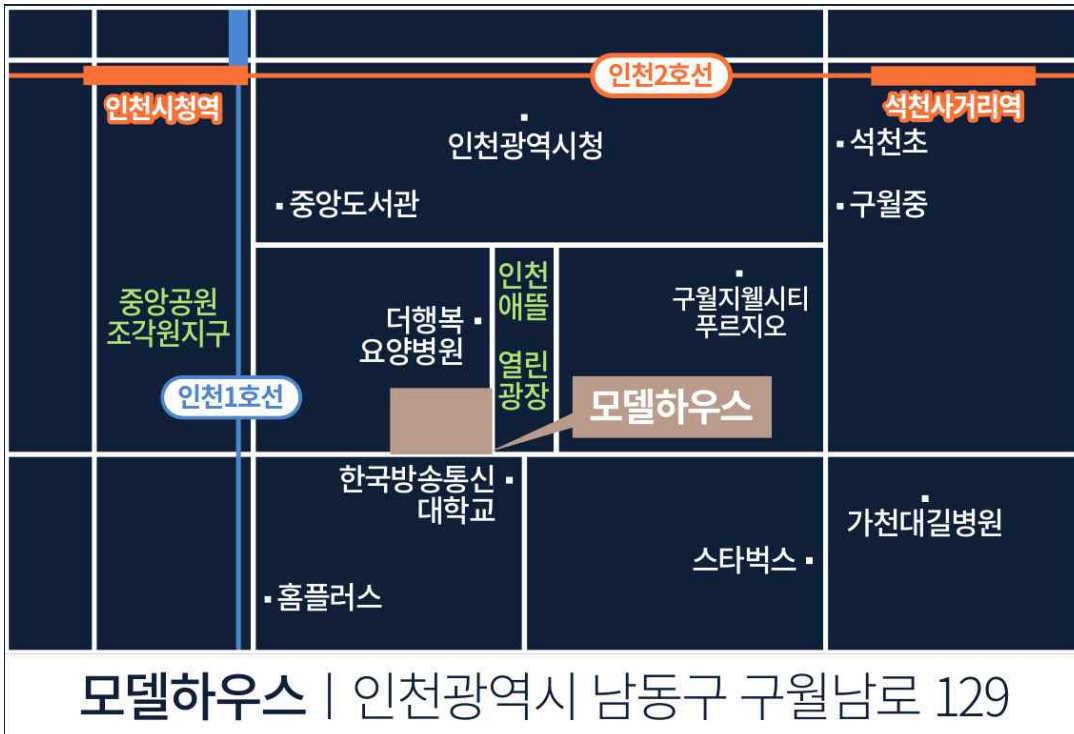 인천2호선
인천시청역
석천사거리역
인천광역시청
석천초
중앙도서관
구월중
인천
애뜰
열린
광장
중앙공원
조각원지구
더행복
요양병원
구월지웰시티
푸르지오
인천1호선
모델하우스
한국방송통신
대학교
가천대길병원
스타벅스
홈플러스
모델하우스 | 인천광역시 남동구 구월남로 129